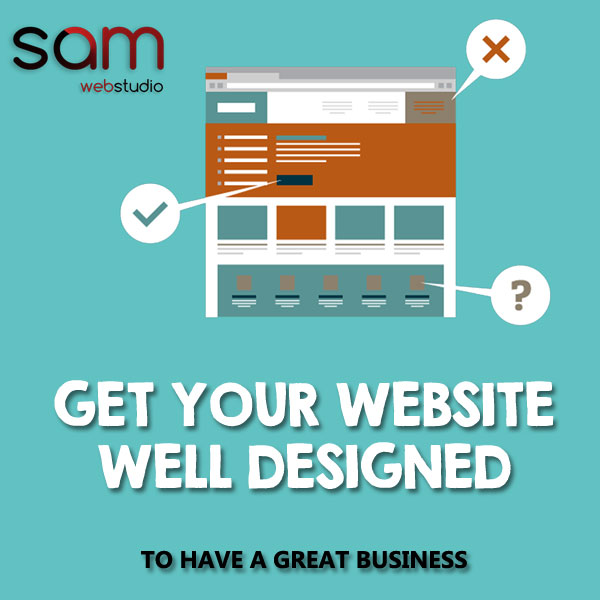 sam
webstudio
?
GET YOUR WEBSITE
WELL DESIGNED
TO HAVE A GREAT BUSINESS